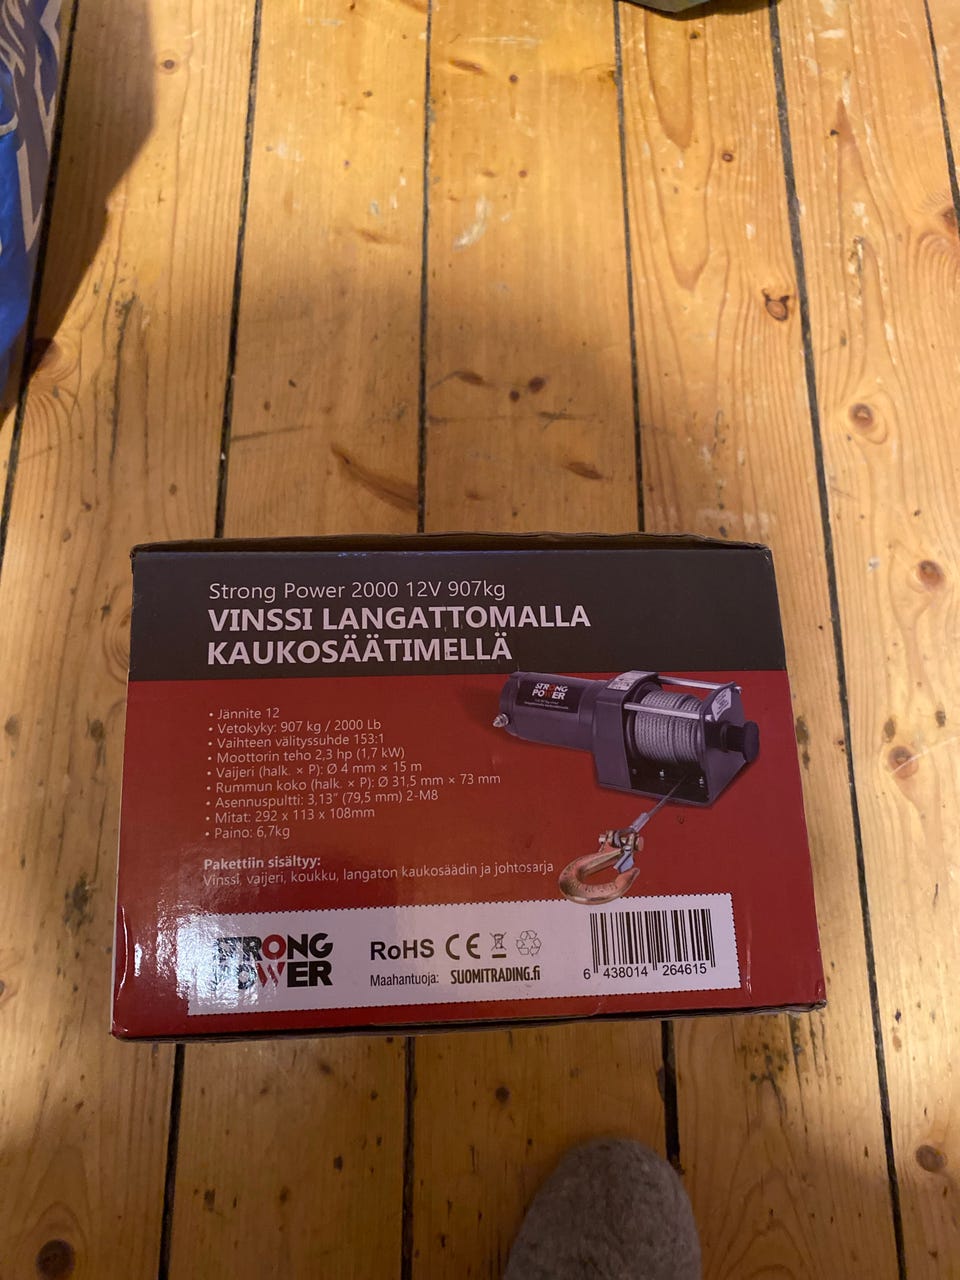 Strong Power 2000 12V 907kg
VINSSI LANGATTOMALLA
KAUKOSÄÄTIMELLÄ
• Jännite 12
• Vetokyky: 907 kg / 2000 Lb
• Vaihteen välityssuhde 153:1
• Moottorin teho 2,3 hp (1,7 kW)
• Vaijeri (halk. × P): Ø 4 mm × 15 m
• Rummun koko (halk. × P): Ø 31,5 mm × 73 mm
• Asennuspultti: 3,13" (79,5 mm) 2-M8
• Mitat: 292 x 113 x 108mm
• Paino: 6,7kg
STRONG
POWER
Pakettiin sisältyy:
Vinssi, vaijeri, koukku, langaton kaukosäädin ja johtosarja
STRONG
POWER
RoHS CE
Maahantuoja: SUOMITRADING.fi
6 438014 264615